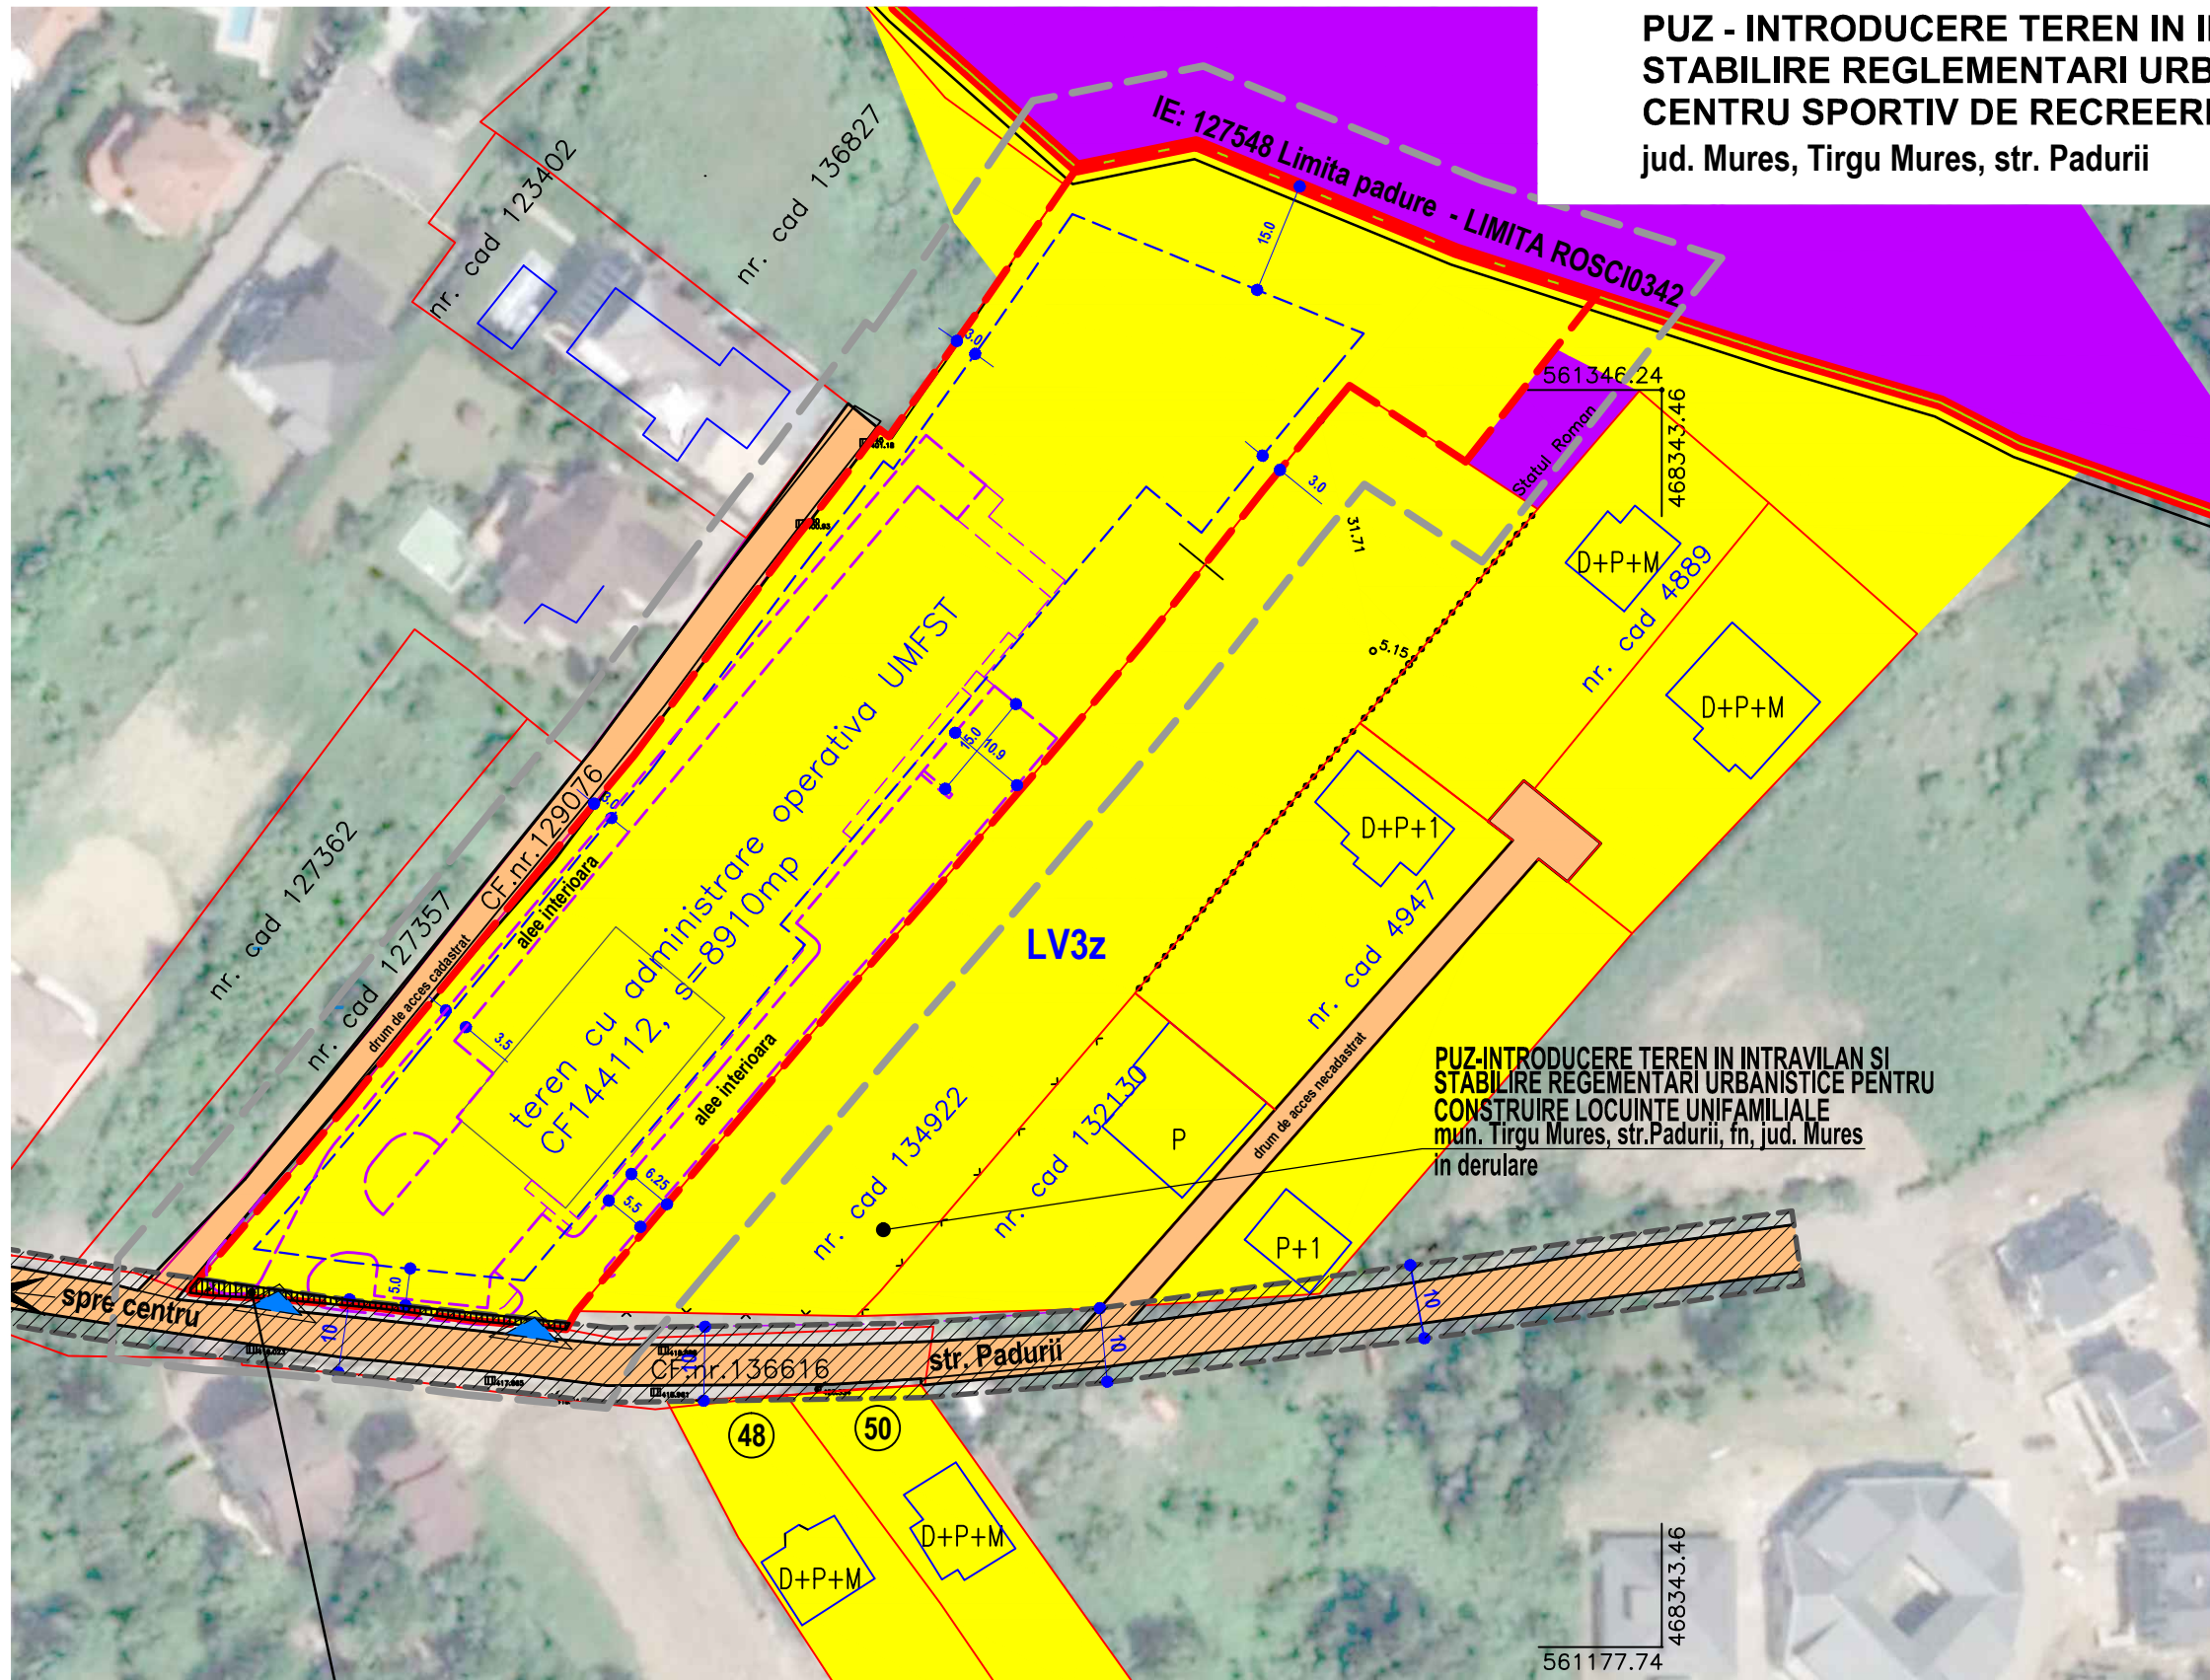 PUZ - INTRODUCERE TEREN IN
STABILIRE REGLEMENTARI URB
CENTRU SPORTIV DE RECREERE
jud. Mures, Tirgu Mures, str. Padurii
IE: 127548 Limita padure - LIMITA ROSCI0342
nr. cad 123402
nr. cad 136827
15.0
3.0
561346.24
468343.46
Statul Roman
3.0
31.71
D+P+M
nr. cad 4889
5.15
D+P+M
teren cu administrare operativa UMFST
CF144112, s=8910mp
15.0
10.9
3.0
CF.nr.129076
alee interioara
drum de acces cadastrat
nr. cad 127362
nr. cad 127357
3.5
D+P+1
nr. cad 4947
LV3z
alee interioara
nr. cad 134922
nr. cad 132130
P
drum de acces necadastrat
PUZ-INTRODUCERE TEREN IN INTRAVILAN SI
STABILIRE REGEMENTARI URBANISTICE PENTRU
CONSTRUIRE LOCUINTE UNIFAMILIALE
mun. Tirgu Mures, str.Padurii, fn, jud. Mures
in derulare
6.25
5.5
P+1
5.0
spre centru
10
10
10
10
CF.nr.136616
str. Padurii
48
50
D+P+M
D+P+M
468343.46
561177.74